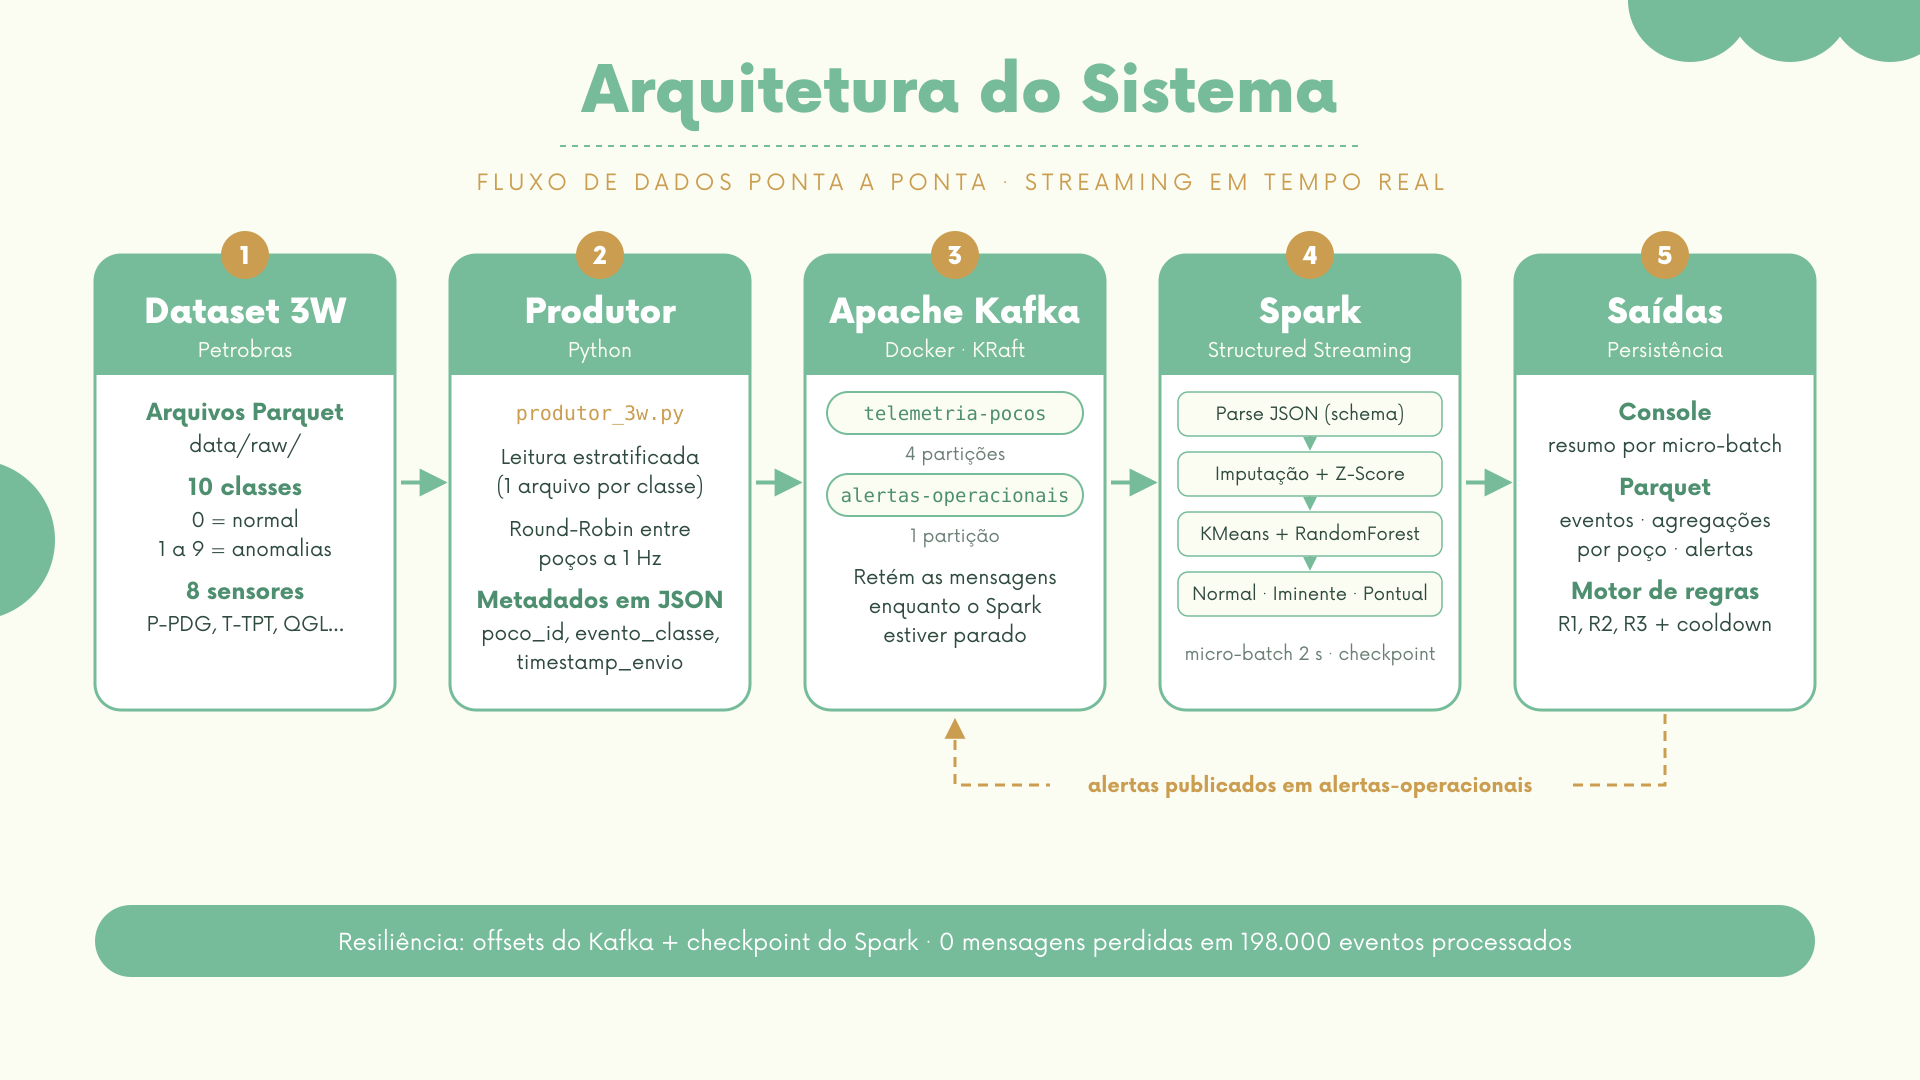 Arquitetura do Sistema
FLUXO DE DADOS PONTA A PONTA · STREAMING EM TEMPO REAL
1
Dataset 3W
Petrobras
Arquivos Parquet
data/raw/
10 classes
0 = normal
1 a 9 = anomalias
8 sensores
P-PDG, T-TPT, QGL...
2
Produtor
Python
produtor_3w.py
Leitura estratificada
(1 arquivo por classe)
Round-Robin entre
poços a 1 Hz
Metadados em JSON
poco_id, evento_classe,
timestamp_envio
3
Apache Kafka
Docker · KRaft
telemetria-pocos
4 partições
alertas-operacionais
1 partição
Retém as mensagens
enquanto o Spark
estiver parado
4
Spark
Structured Streaming
Parse JSON (schema)
Imputação + Z-Score
KMeans + RandomForest
Normal · Iminente · Pontual
micro-batch 2 s · checkpoint
5
Saídas
Persistência
Console
resumo por micro-batch
Parquet
eventos · agregações
por poço · alertas
Motor de regras
R1, R2, R3 + cooldown
alertas publicados em alertas-operacionais
Resiliência: offsets do Kafka + checkpoint do Spark · 0 mensagens perdidas em 198.000 eventos processados